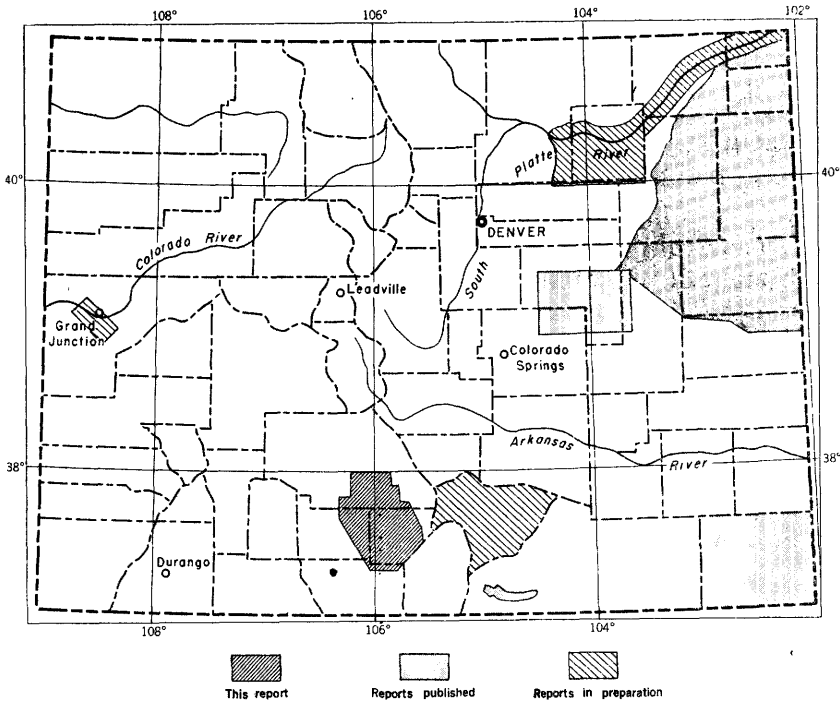 108°
106°
104°
102°
40°
40°
Platte
River
DENVER
Colorado River
South
Leadville
Grand
Junction
Colorado
Springs
Arkansas
River
38°
38°
Durango
108°
106°
104°
This report
Reports published
Reports in preparation